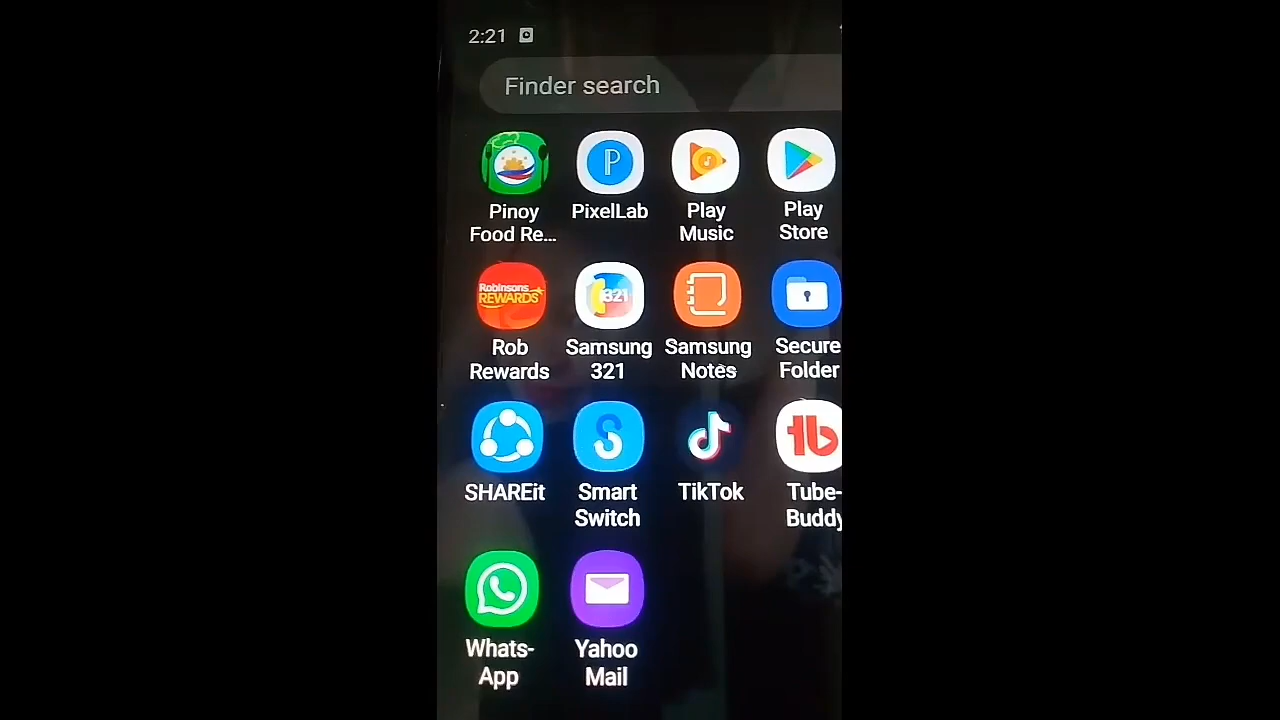 2:21
Finder search
Pinoy
Food Re...
PixelLab
Play
Music
Play
Store
Robinsons
REWARDS
321
Rob
Rewards
Samsung
321
Samsung
Notes
Secure
Folder
SHAREit
Smart
Switch
TikTok
Tube-
Buddy
Whats-
App
Yahoo
Mail